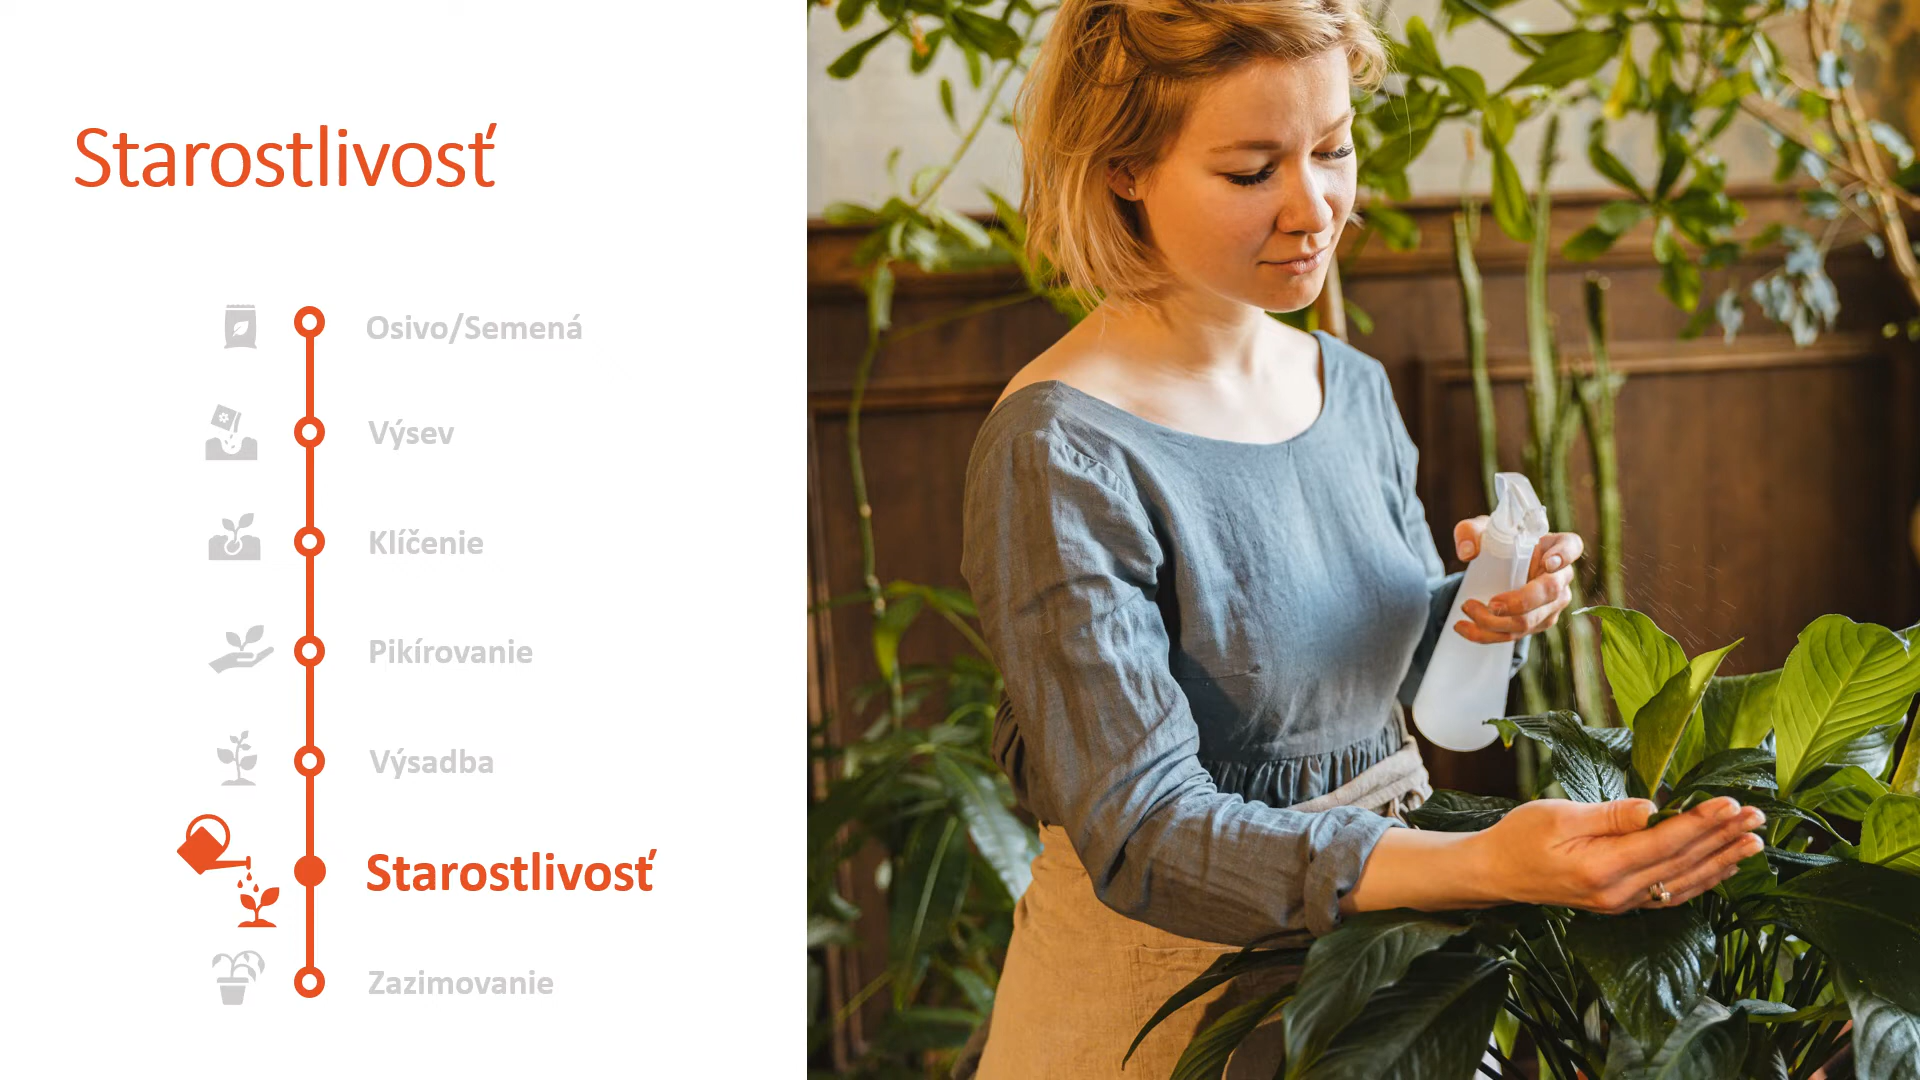 Starostlivosť
Osivo/Semená
Výsev
Klíčenie
Pikírovanie
Výsadba
Starostlivosť
Zazimovanie